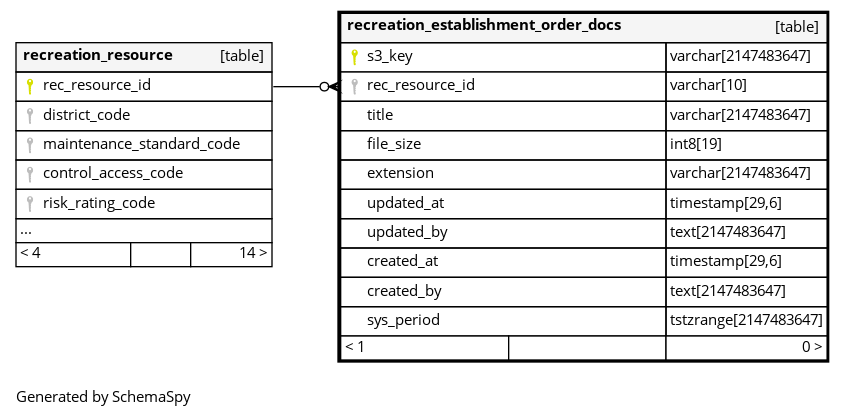 recreation_resource [table]
rec_resource_id
district_code
maintenance_standard_code
control_access_code
risk_rating_code
...
< 4 14 >
recreation_establishment_order_docs [table]
s3_key varchar[2147483647]
rec_resource_id varchar[10]
title varchar[2147483647]
file_size int8[19]
extension varchar[2147483647]
updated_at timestamp[29,6]
updated_by text[2147483647]
created_at timestamp[29,6]
created_by text[2147483647]
sys_period tstzrange[2147483647]
< 1 0 >
Generated by SchemaSpy